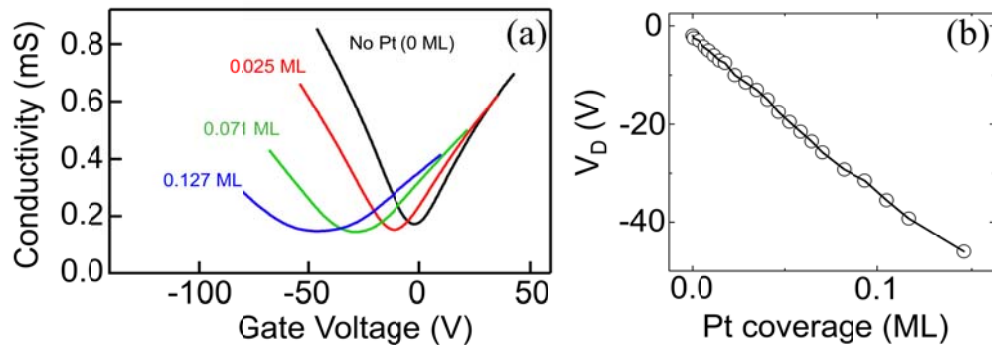 (a)
No Pt (0 ML)
0.025 ML
0.071 ML
0.127 ML
0.8
0.6
0.4
0.2
0.0
Conductivity (mS)
-100
-50
0
50
Gate Voltage (V)
(b)
0
-20
-40
V_D (V)
0.0
0.1
Pt coverage (ML)